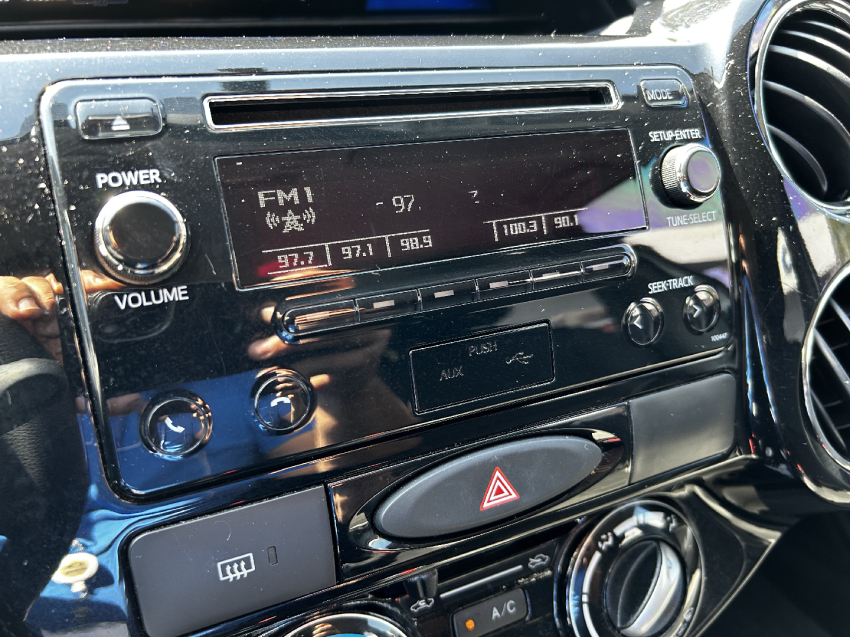 MODE
POWER
SETUP·ENTER
FM1
97.
TUNE·SELECT
97.7 97.1 98.9 100.3 90.1
VOLUME
SEEK·TRACK
PUSH
AUX
A/C